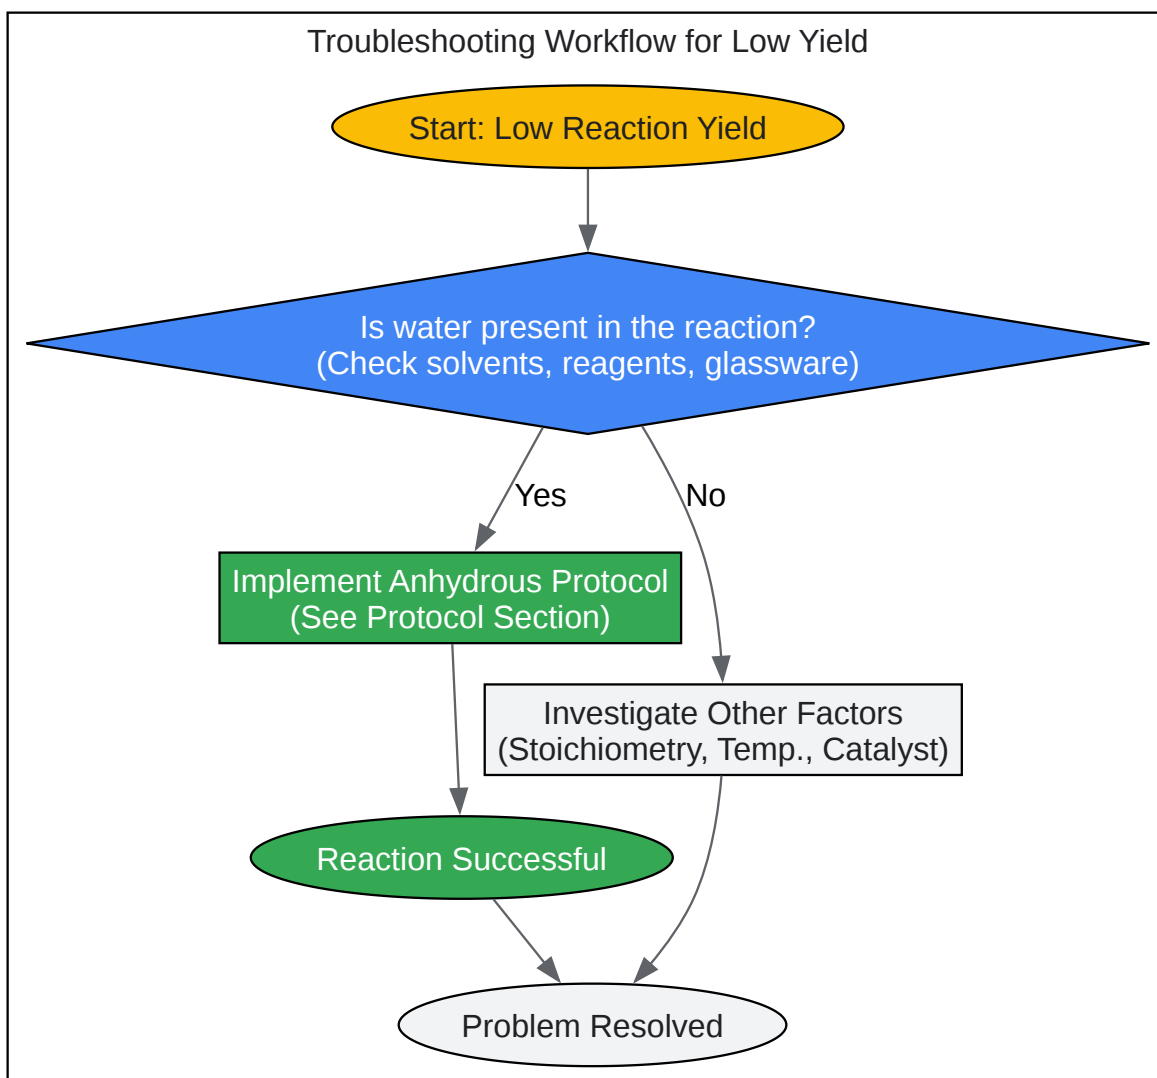 Troubleshooting Workflow for Low Yield
Start: Low Reaction Yield
Is water present in the reaction?
(Check solvents, reagents, glassware)
Yes
No
Implement Anhydrous Protocol
(See Protocol Section)
Investigate Other Factors
(Stoichiometry, Temp., Catalyst)
Reaction Successful
Problem Resolved